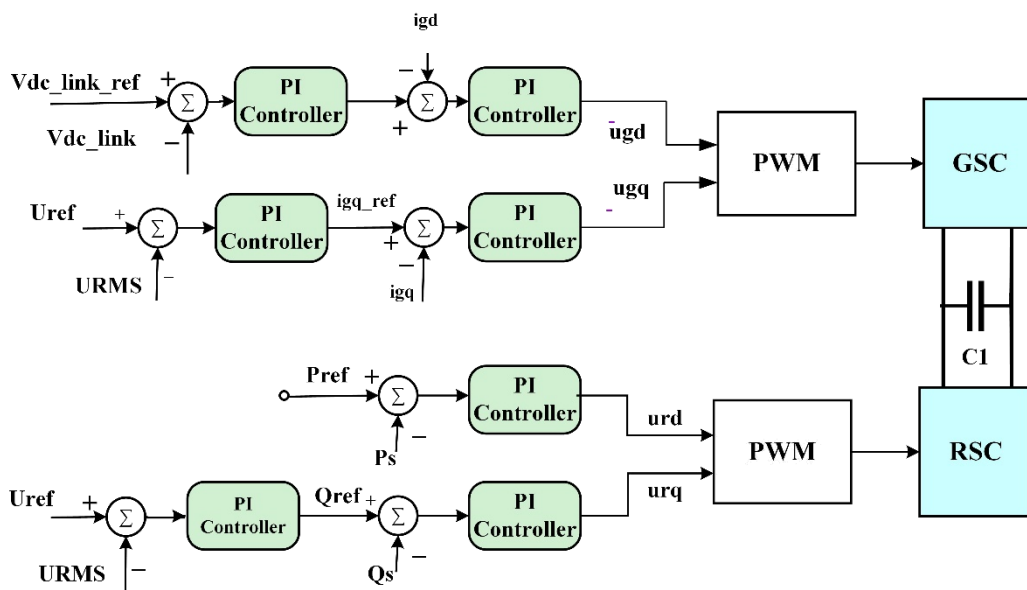 igd
Vdc_link_ref
+
Σ
−
Vdc_link
PI
Controller
−
Σ
+
PI
Controller
-
ugd
PWM
GSC
Uref
+
Σ
−
URMS
PI
Controller
igq_ref
+
Σ
−
igq
PI
Controller
ugq
-
C1
Pref
+
Σ
−
Ps
PI
Controller
urd
PWM
RSC
Uref
+
Σ
−
URMS
PI
Controller
Qref
+
Σ
−
Qs
PI
Controller
urq